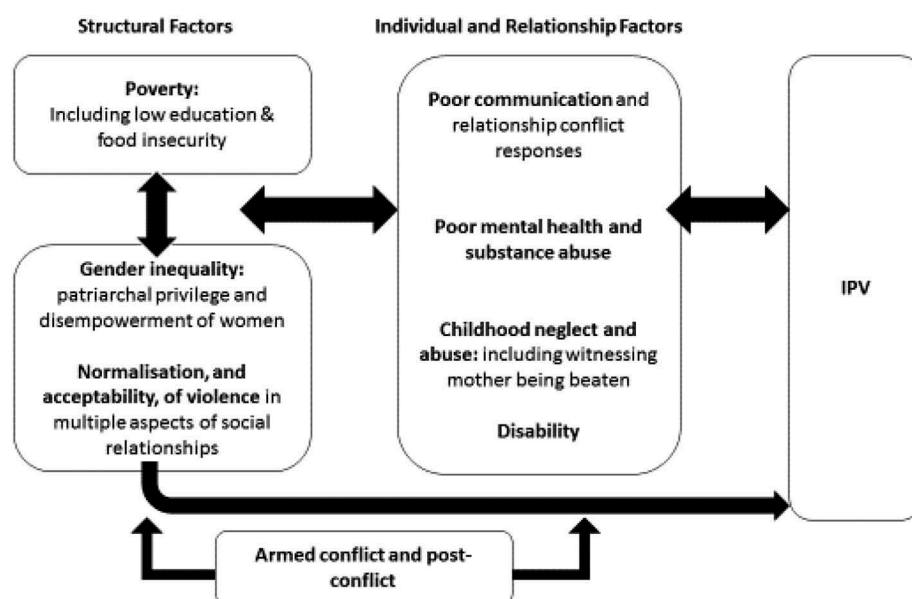 Structural Factors
Individual and Relationship Factors
Poverty:
Including low education &
food insecurity
Gender inequality:
patriarchal privilege and
disempowerment of women
Normalisation, and
acceptability, of violence in
multiple aspects of social
relationships
Poor communication and
relationship conflict
responses
Poor mental health and
substance abuse
Childhood neglect and
abuse: including witnessing
mother being beaten
Disability
IPV
Armed conflict and post-
conflict